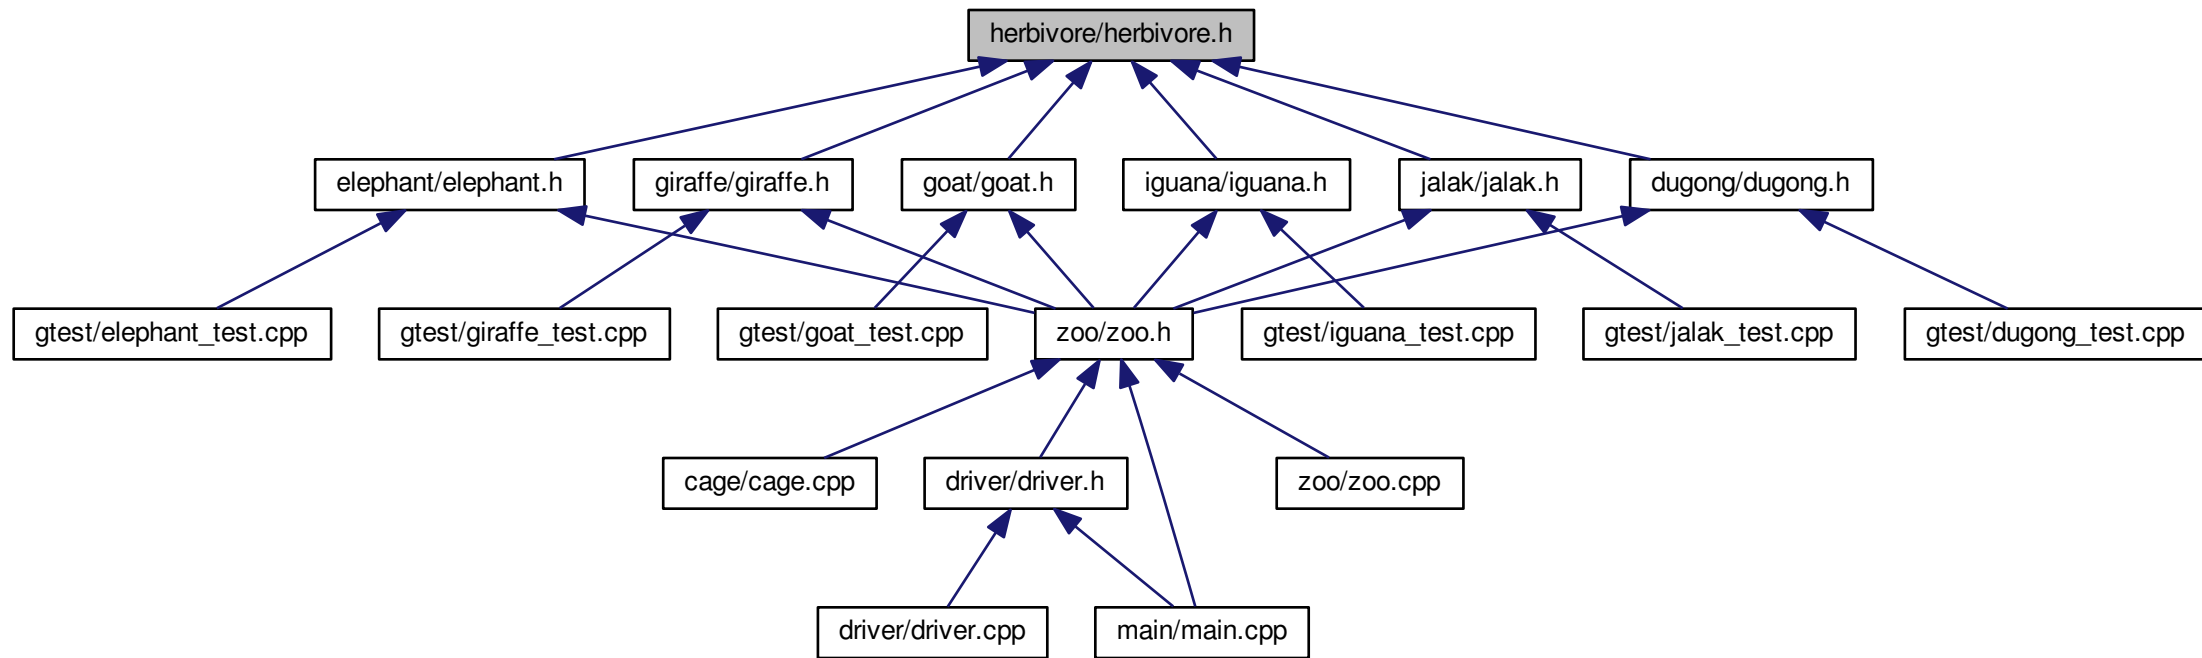 herbivore/herbivore.h
elephant/elephant.h
giraffe/giraffe.h
goat/goat.h
iguana/iguana.h
jalak/jalak.h
dugong/dugong.h
gtest/elephant_test.cpp
gtest/giraffe_test.cpp
gtest/goat_test.cpp
zoo/zoo.h
gtest/iguana_test.cpp
gtest/jalak_test.cpp
gtest/dugong_test.cpp
cage/cage.cpp
driver/driver.h
zoo/zoo.cpp
driver/driver.cpp
main/main.cpp